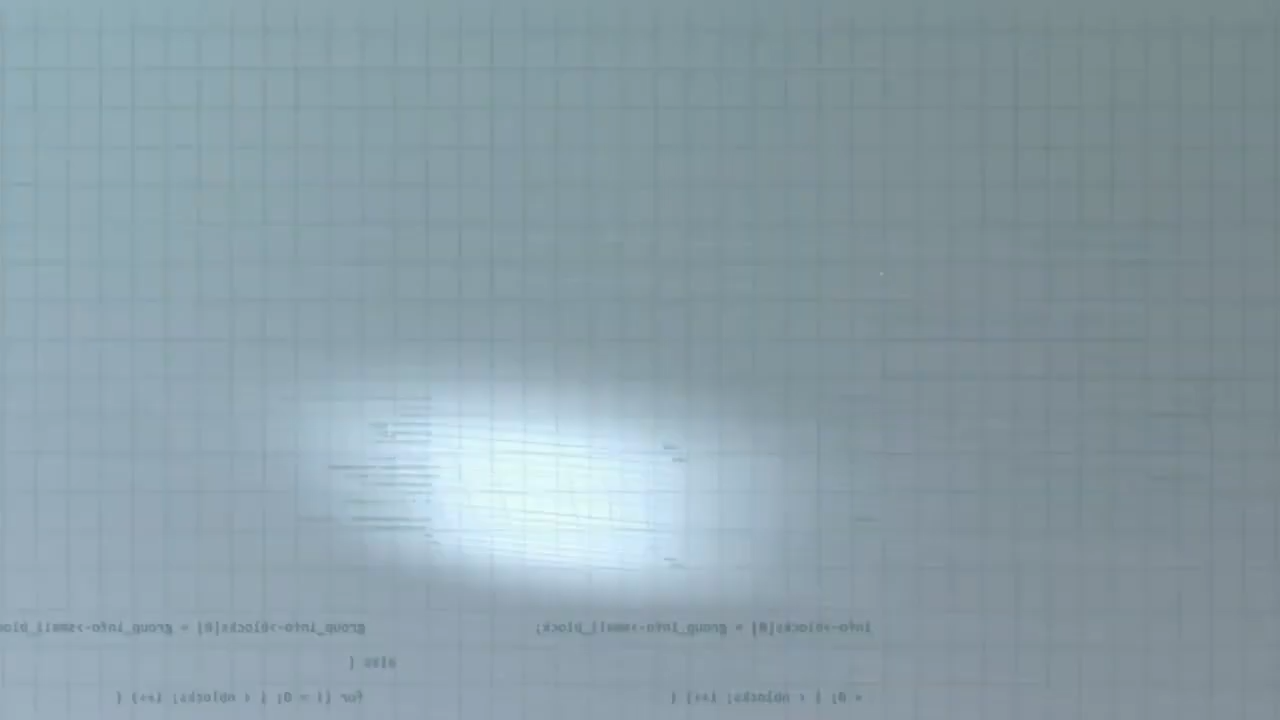 group_info->blocks[0] = group_info->small_block
info->blocks[0] = group_info->small_block;
else {
for (i = 0; i < nblocks; i++) {
= 0; i < nblocks; i++) {